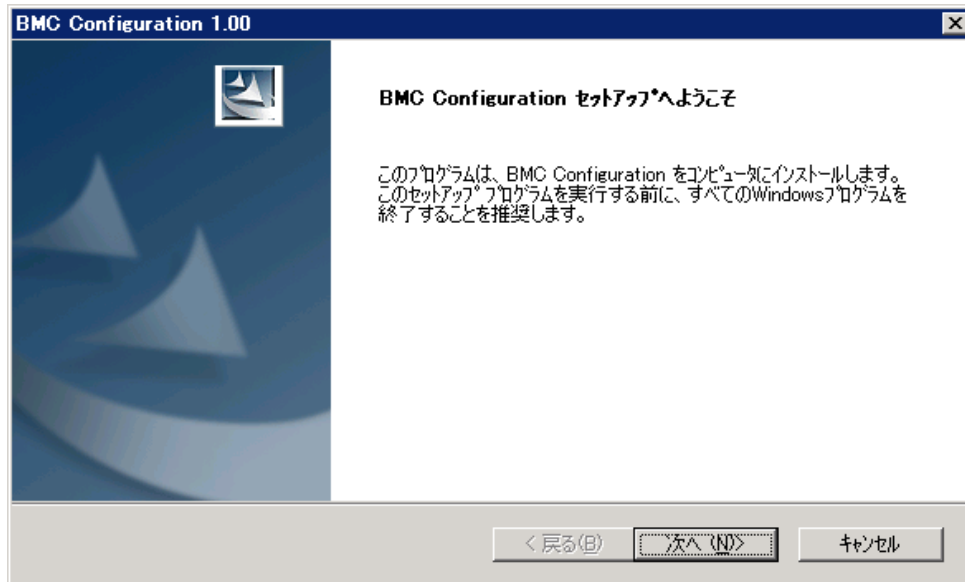 BMC Configuration 1.00
BMC Configuration セットアップへようこそ
このプログラムは、BMC Configuration をコンピュータにインストールします。
このセットアップ プログラムを実行する前に、すべてのWindowsプログラムを
終了することを推奨します。
< 戻る(B)
次へ (N)>
キャンセル